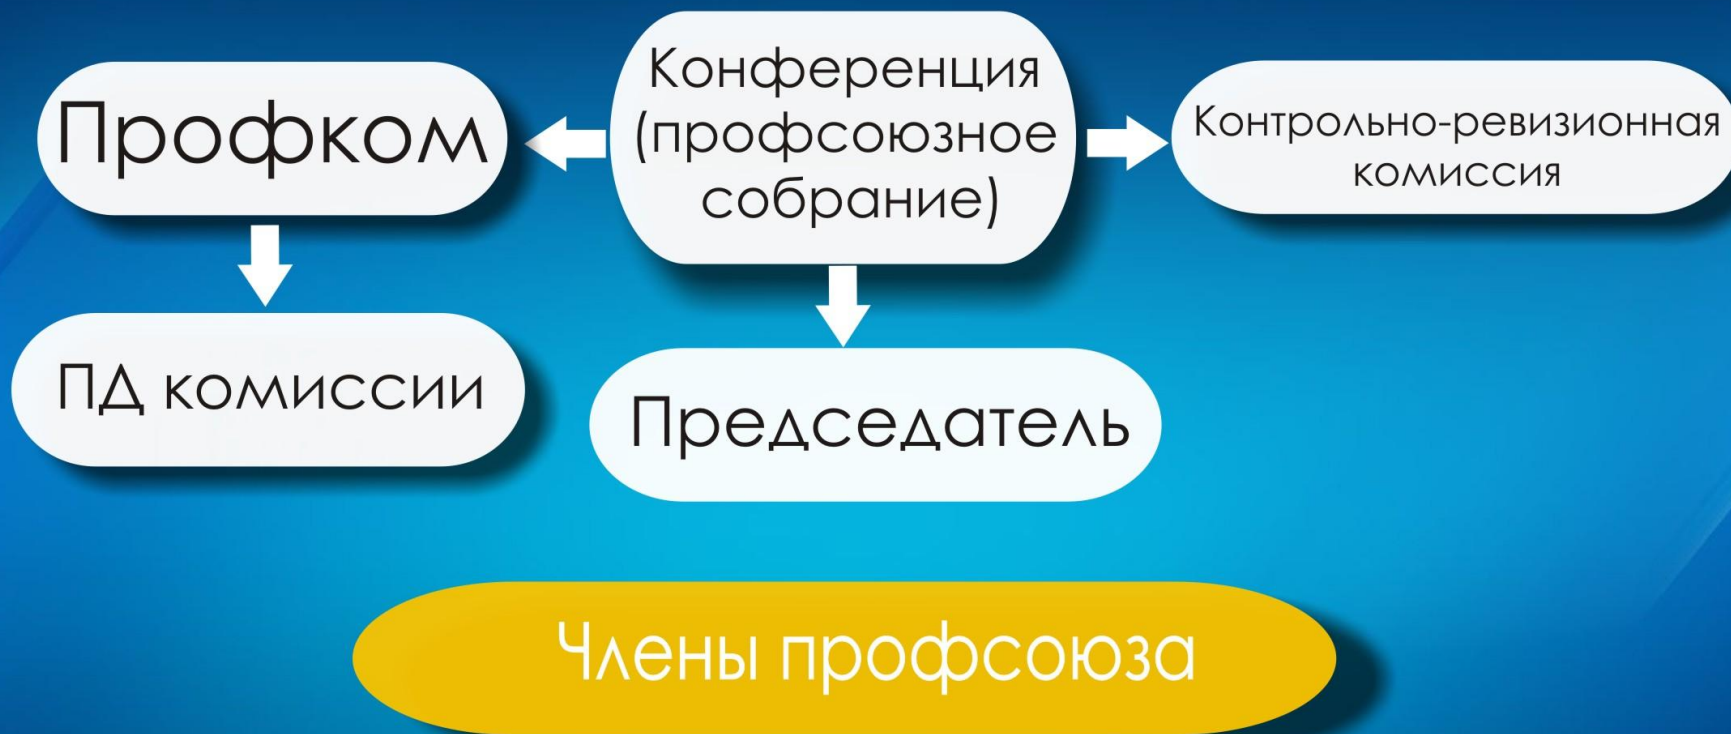 Профком
Конференция
(профсоюзное
собрание)
Контрольно-ревизионная
комиссия
ПД комиссии
Председатель
Члены профсоюза